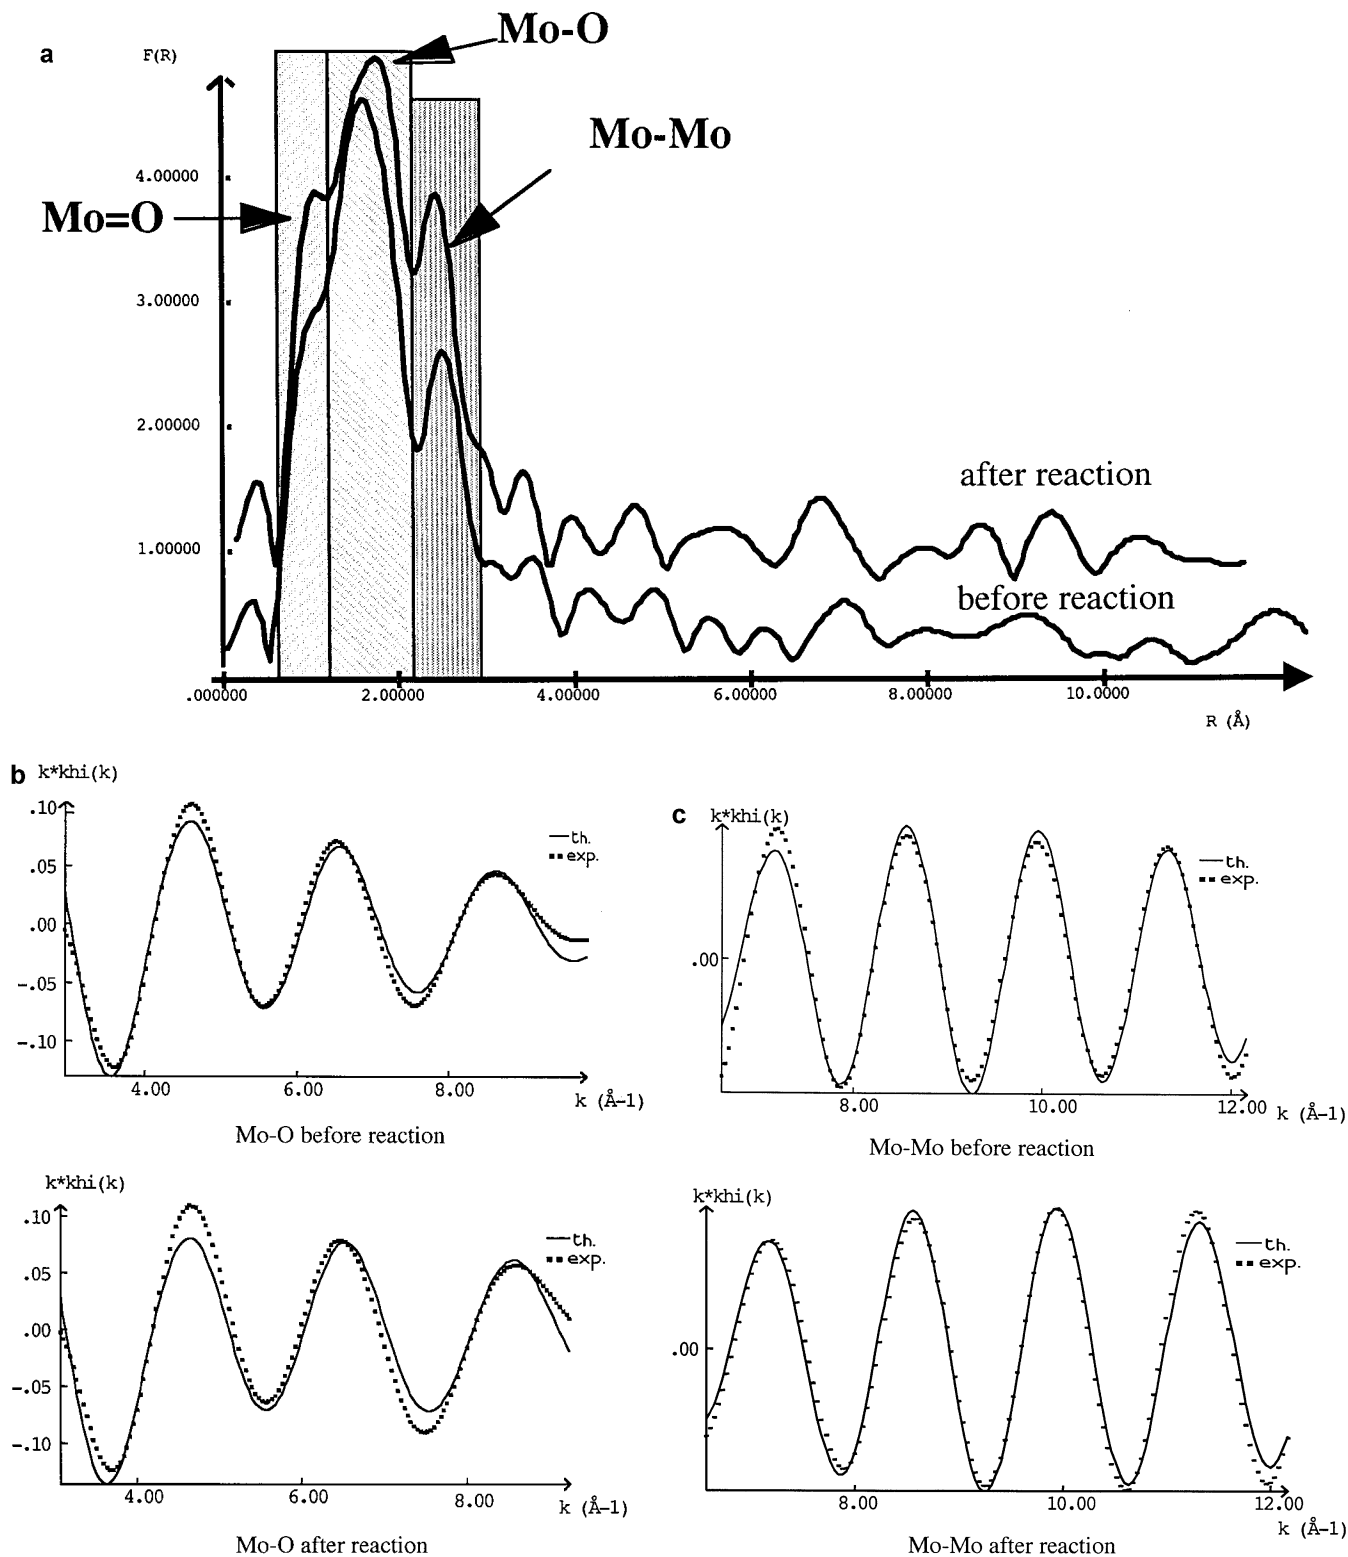 a
F(R)
Mo-O
Mo-Mo
4.00000
Mo=O
3.00000
2.00000
after reaction
1.00000
before reaction
.00000
2.00000
4.00000
6.00000
8.00000
10.00000
R (Å)
b
k*khi(k)
.10
.05
.00
-.05
-.10
th.
exp.
4.00
6.00
8.00
k (Å-1)
Mo-O before reaction
c
k*khi(k)
.00
th.
exp.
8.00
10.00
12.00
k (Å-1)
Mo-Mo before reaction
k*khi(k)
.10
.05
.00
-.05
-.10
th.
exp.
4.00
6.00
8.00
k (Å-1)
Mo-O after reaction
k*khi(k)
.00
th.
exp.
8.00
10.00
12.00
k (Å-1)
Mo-Mo after reaction